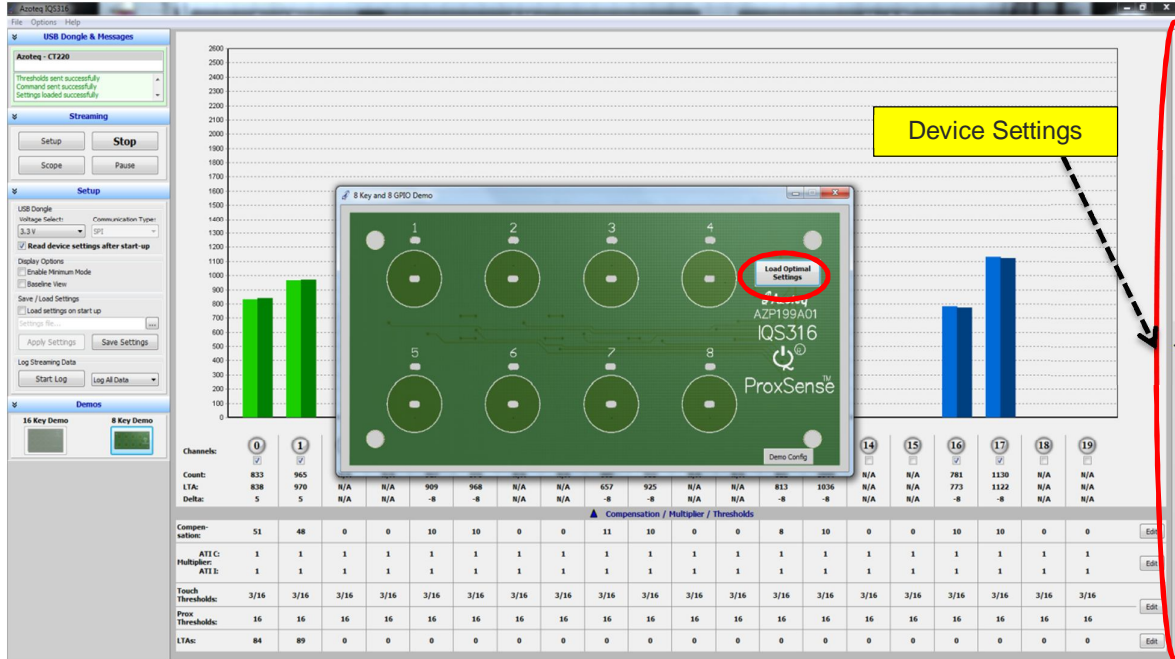 Azoteq IQS316
File Options Help
USB Dongle & Messages
Azoteq - CT220
Thresholds sent successfully
Command sent successfully
Settings loaded successfully
Streaming
Setup Stop
Scope Pause
Setup
USB Dongle
Voltage Select: Communication Type:
3.3 V SPI
Read device settings after start-up
Display Options
Enable Minimum Mode
Baseline View
Save / Load Settings
Load settings on start up
Settings file... ...
Apply Settings Save Settings
Log Streaming Data
Start Log Log All Data
Demos
16 Key Demo 8 Key Demo
2600
2500
2400
2300
2200
2100
2000
1900
1800
1700
1600
1500
1400
1300
1200
1100
1000
900
800
700
600
500
400
300
200
100
0
Device Settings
8 Key and 8 GPIO Demo
1 2 3 4
Load Optimal
Settings
Azoteq
AZP199A01
IQS316
®
ProxSense™
5 6 7 8
Demo Config
Channels: 0 1 14 15 16 17 18 19
Count: 833 965 N/A N/A 781 1130 N/A N/A
LTA: 838 970 N/A N/A 909 968 N/A N/A 657 925 N/A N/A 813 1036 N/A N/A 773 1122 N/A N/A
Delta: 5 5 N/A N/A -8 -8 N/A N/A -8 -8 N/A N/A -8 -8 N/A N/A -8 -8 N/A N/A
Compensation / Multiplier / Thresholds
Compen-
sation: 51 48 0 0 10 10 0 0 11 10 0 0 8 10 0 0 10 10 0 0 Edit
ATI C: 1 1 1 1 1 1 1 1 1 1 1 1 1 1 1 1 1 1 1 1
Multiplier: Edit
ATI I: 1 1 1 1 1 1 1 1 1 1 1 1 1 1 1 1 1 1 1 1
Touch
Thresholds: 3/16 3/16 3/16 3/16 3/16 3/16 3/16 3/16 3/16 3/16 3/16 3/16 3/16 3/16 3/16 3/16 3/16 3/16 3/16 3/16
Edit
Prox
Thresholds: 16 16 16 16 16 16 16 16 16 16 16 16 16 16 16 16 16 16 16 16
LTAs: 84 89 0 0 0 0 0 0 0 0 0 0 0 0 0 0 0 0 0 0 Edit